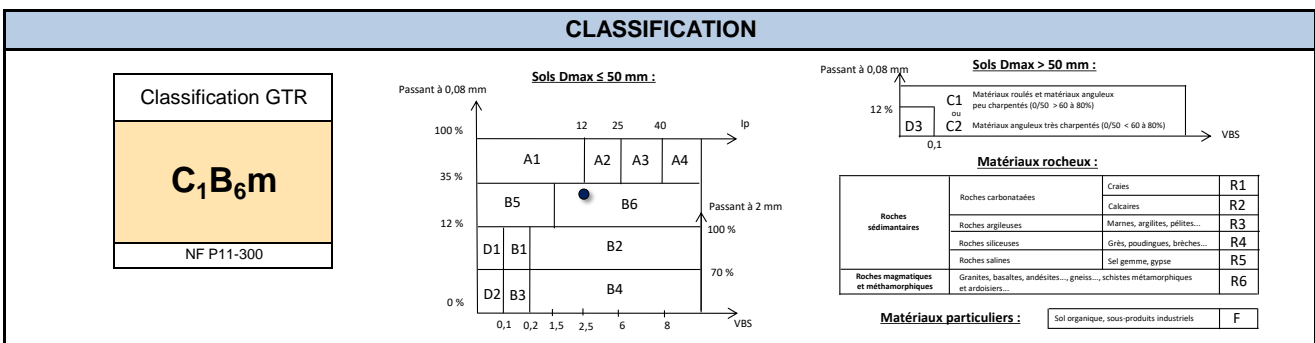 CLASSIFICATION
Classification GTR
C₁B₆m
NF P11-300
Sols Dmax ≤ 50 mm :
Passant à 0,08 mm
100 %
35 %
12 %
0 %
12 25 40 Ip
A1 A2 A3 A4
B5 B6
Passant à 2 mm
100 %
70 %
D1 B1 B2
D2 B3 B4
0,1 0,2 1,5 2,5 6 8 VBS
Sols Dmax > 50 mm :
Passant à 0,08 mm
12 %
D3
C1 Matériaux roulés et matériaux anguleux
peu charpentés (0/50 > 60 à 80%)
ou
C2 Matériaux anguleux très charpentés (0/50 < 60 à 80%)
0,1
VBS
Matériaux rocheux :
Roches
sédimantaires
Roches carbonataées
Craies R1
Calcaires R2
Roches argileuses Marnes, argilites, pélites... R3
Roches siliceuses Grès, poudingues, brèches... R4
Roches salines Sel gemme, gypse R5
Roches magmatiques
et méthamorphiques
Granites, basaltes, andésites..., gneiss..., schistes métamorphiques
et ardoisiers...
R6
Matériaux particuliers :
Sol organique, sous-produits industriels F